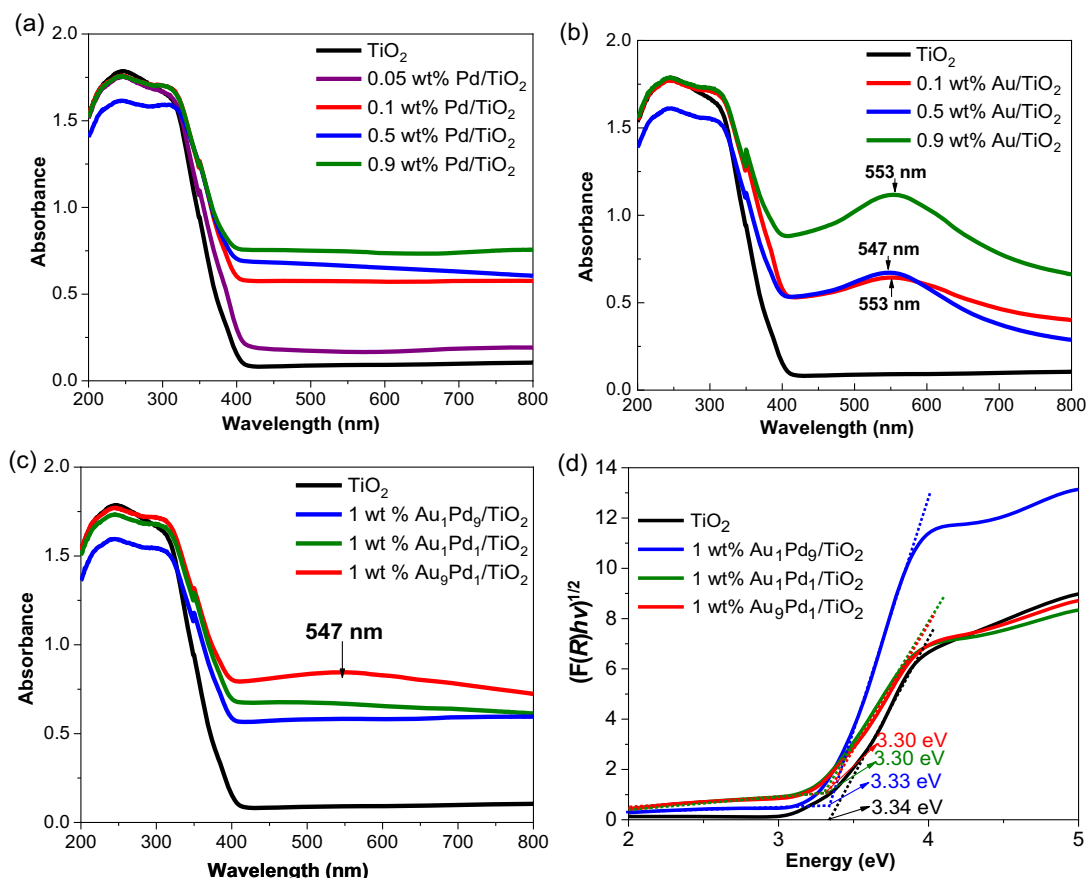 (a)
2.0
1.5
1.0
0.5
0.0
Absorbance
TiO₂
0.05 wt% Pd/TiO₂
0.1 wt% Pd/TiO₂
0.5 wt% Pd/TiO₂
0.9 wt% Pd/TiO₂
200 300 400 500 600 700 800
Wavelength (nm)
(b)
2.0
1.5
1.0
0.5
0.0
Absorbance
TiO₂
0.1 wt% Au/TiO₂
0.5 wt% Au/TiO₂
0.9 wt% Au/TiO₂
553 nm
547 nm
553 nm
200 300 400 500 600 700 800
Wavelength (nm)
(c)
2.0
1.5
1.0
0.5
0.0
Absorbance
TiO₂
1 wt % Au₁Pd₉/TiO₂
1 wt % Au₁Pd₁/TiO₂
1 wt % Au₉Pd₁/TiO₂
547 nm
200 300 400 500 600 700 800
Wavelength (nm)
(d)
14
12
10
8
6
4
2
0
(F(R)hν)^1/2
TiO₂
1 wt% Au₁Pd₉/TiO₂
1 wt% Au₁Pd₁/TiO₂
1 wt% Au₉Pd₁/TiO₂
3.30 eV
3.30 eV
3.33 eV
3.34 eV
2 3 4 5
Energy (eV)